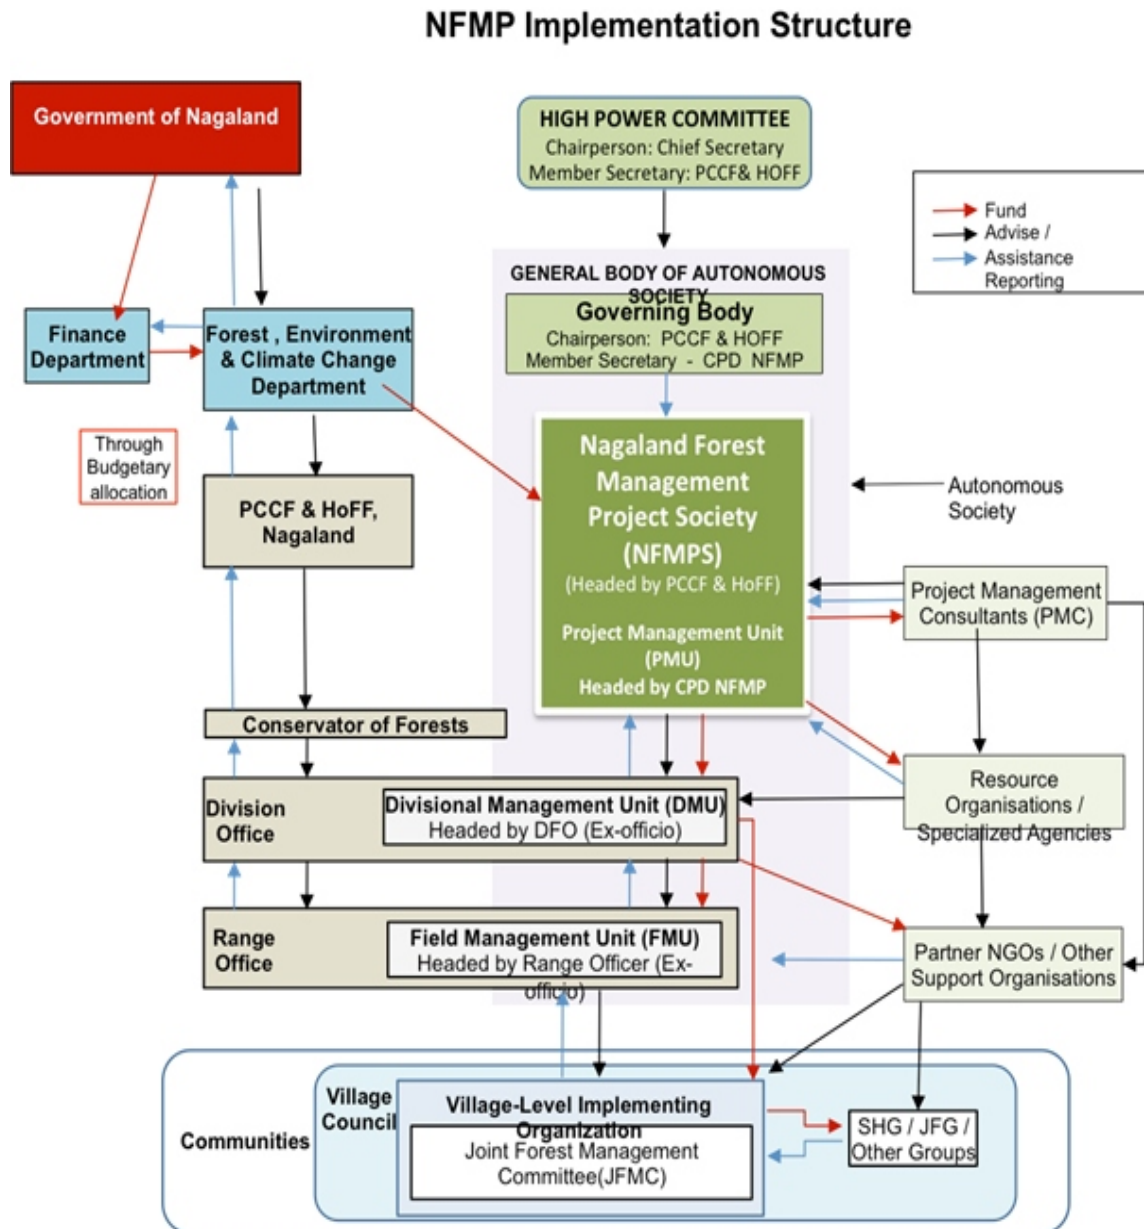 NFMP Implementation Structure
Government of Nagaland
HIGH POWER COMMITTEE
Chairperson: Chief Secretary
Member Secretary: PCCF& HOFF
Fund
Advise /
Assistance
Reporting
GENERAL BODY OF AUTONOMOUS
SOCIETY
Governing Body
Chairperson: PCCF & HOFF
Member Secretary - CPD NFMP
Finance
Department
Forest , Environment
& Climate Change
Department
Through
Budgetary
allocation
PCCF & HoFF,
Nagaland
Nagaland Forest
Management
Project Society
(NFMPS)
(Headed by PCCF & HoFF)
Project Management Unit
(PMU)
Headed by CPD NFMP
Autonomous
Society
Project Management
Consultants (PMC)
Conservator of Forests
Division
Office
Divisional Management Unit (DMU)
Headed by DFO (Ex-officio)
Resource
Organisations /
Specialized Agencies
Range
Office
Field Management Unit (FMU)
Headed by Range Officer (Ex-
officio)
Partner NGOs / Other
Support Organisations
Communities
Village
Council
Village-Level Implementing
Organization
Joint Forest Management
Committee(JFMC)
SHG / JFG /
Other Groups